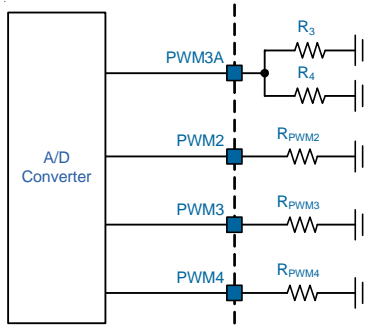 R3
PWM3A
R4
PWM2
RPWM2
A/D
Converter
PWM3
RPWM3
PWM4
RPWM4